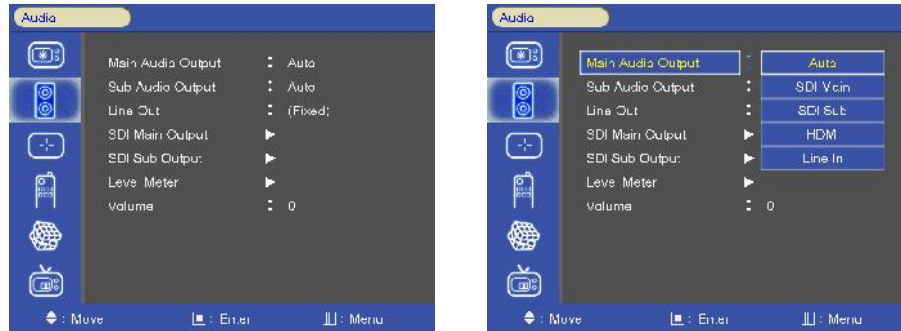 Audio
Main Audio Output : Auto
Sub Audio Output : Auto
Line Out : (Fixed)
SDI Main Output
SDI Sub Output
Level Meter
Volume : 0
: Move : Enter : Menu
Audio
Main Audio Output : Auto
Sub Audio Output : SDI Main
Line Out : SDI Sub
SDI Main Output HDMI
SDI Sub Output Line In
Level Meter
Volume : 0
: Move : Enter : Menu